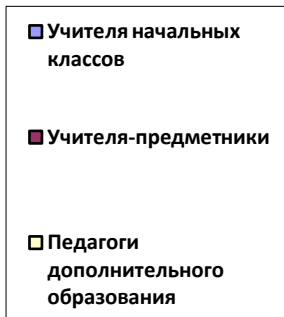 Учителя начальных
классов
Учителя-предметники
Педагоги
дополнительного
образования